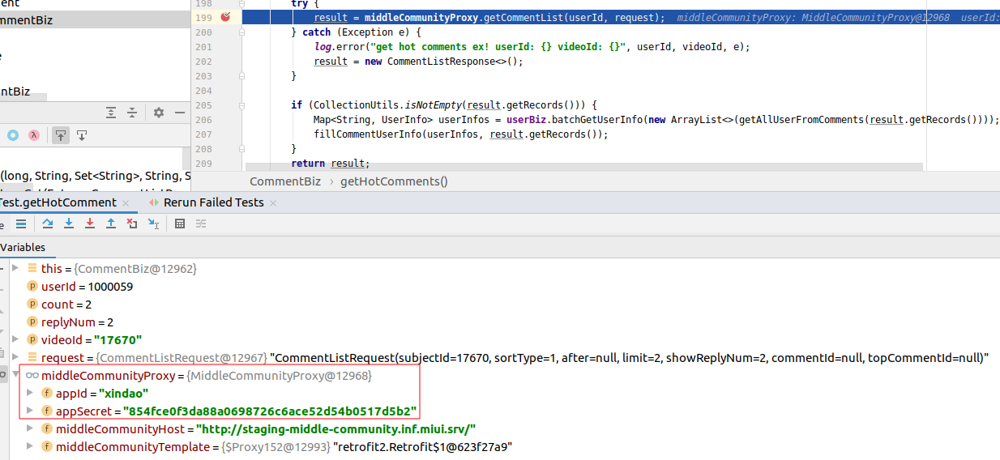 ent
198 try {
mmentBiz
199 result = middleCommunityProxy.getCommentList(userId, request); middleCommunityProxy: MiddleCommunityProxy@12968 userId:
200 } catch (Exception e) {
201 log.error("get hot comments ex! userId: {} videoId: {}", userId, videoId, e);
202 result = new CommentListResponse<>();
203 }
ntBiz
204
205 if (CollectionUtils.isNotEmpty(result.getRecords())) {
206 Map<String, UserInfo> userInfos = userBiz.batchGetUserInfo(new ArrayList<>(getAllUserFromComments(result.getRecords())));
207 fillCommentUserInfo(userInfos, result.getRecords());
208 }
209 return result;
(long, String, Set<String>, String, S
CommentBiz › getHotComments()
Test.getHotComment × Rerun Failed Tests ×
Variables
this = {CommentBiz@12962}
p userId = 1000059
p count = 2
p replyNum = 2
p videoId = "17670"
request = {CommentListRequest@12967} "CommentListRequest(subjectId=17670, sortType=1, after=null, limit=2, showReplyNum=2, commentId=null, topCommentId=null)"
middleCommunityProxy = {MiddleCommunityProxy@12968}
f appId = "xindao"
f appSecret = "854fce0f3da88a0698726c6ace52d54b0517d5b2"
f middleCommunityHost = "http://staging-middle-community.inf.miui.srv/"
f middleCommunityTemplate = {$Proxy152@12993} "retrofit2.Retrofit$1@623f27a9"